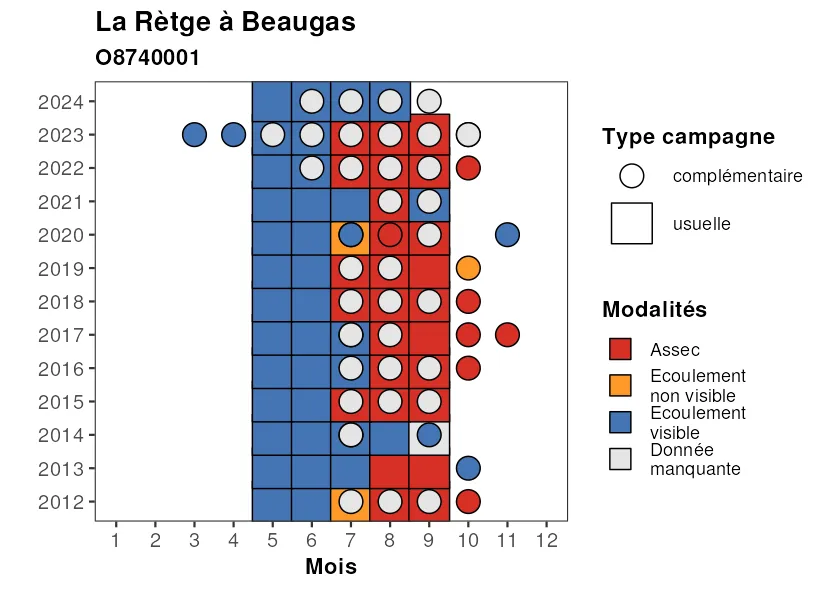 La Rètge à Beaugas
O8740001
2024
2023
2022
2021
2020
2019
2018
2017
2016
2015
2014
2013
2012
1 2 3 4 5 6 7 8 9 10 11 12
Mois
Type campagne
complémentaire
usuelle
Modalités
Assec
Ecoulement
non visible
Ecoulement
visible
Donnée
manquante